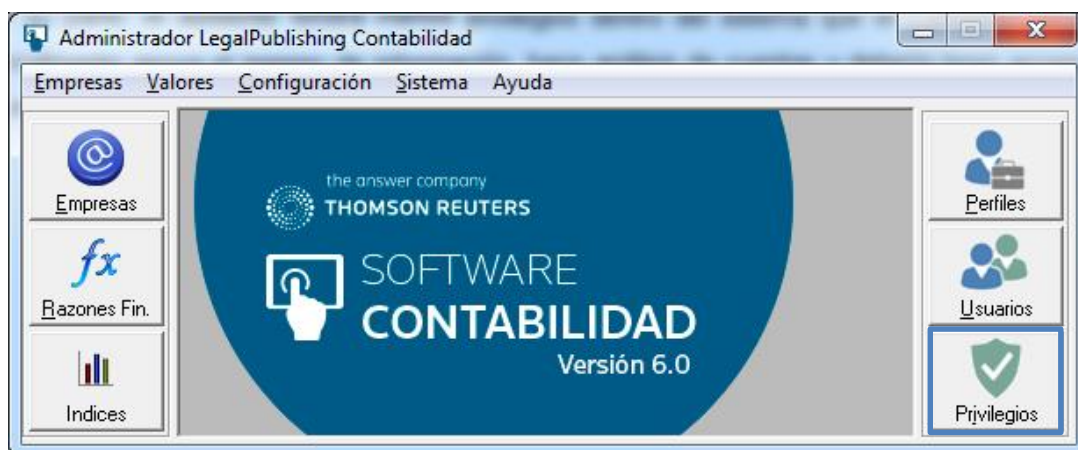 Administrador LegalPublishing Contabilidad
Empresas Valores Configuración Sistema Ayuda
Empresas
Razones Fin.
Indices
the answer company
THOMSON REUTERS
SOFTWARE
CONTABILIDAD
Versión 6.0
Perfiles
Usuarios
Privilegios